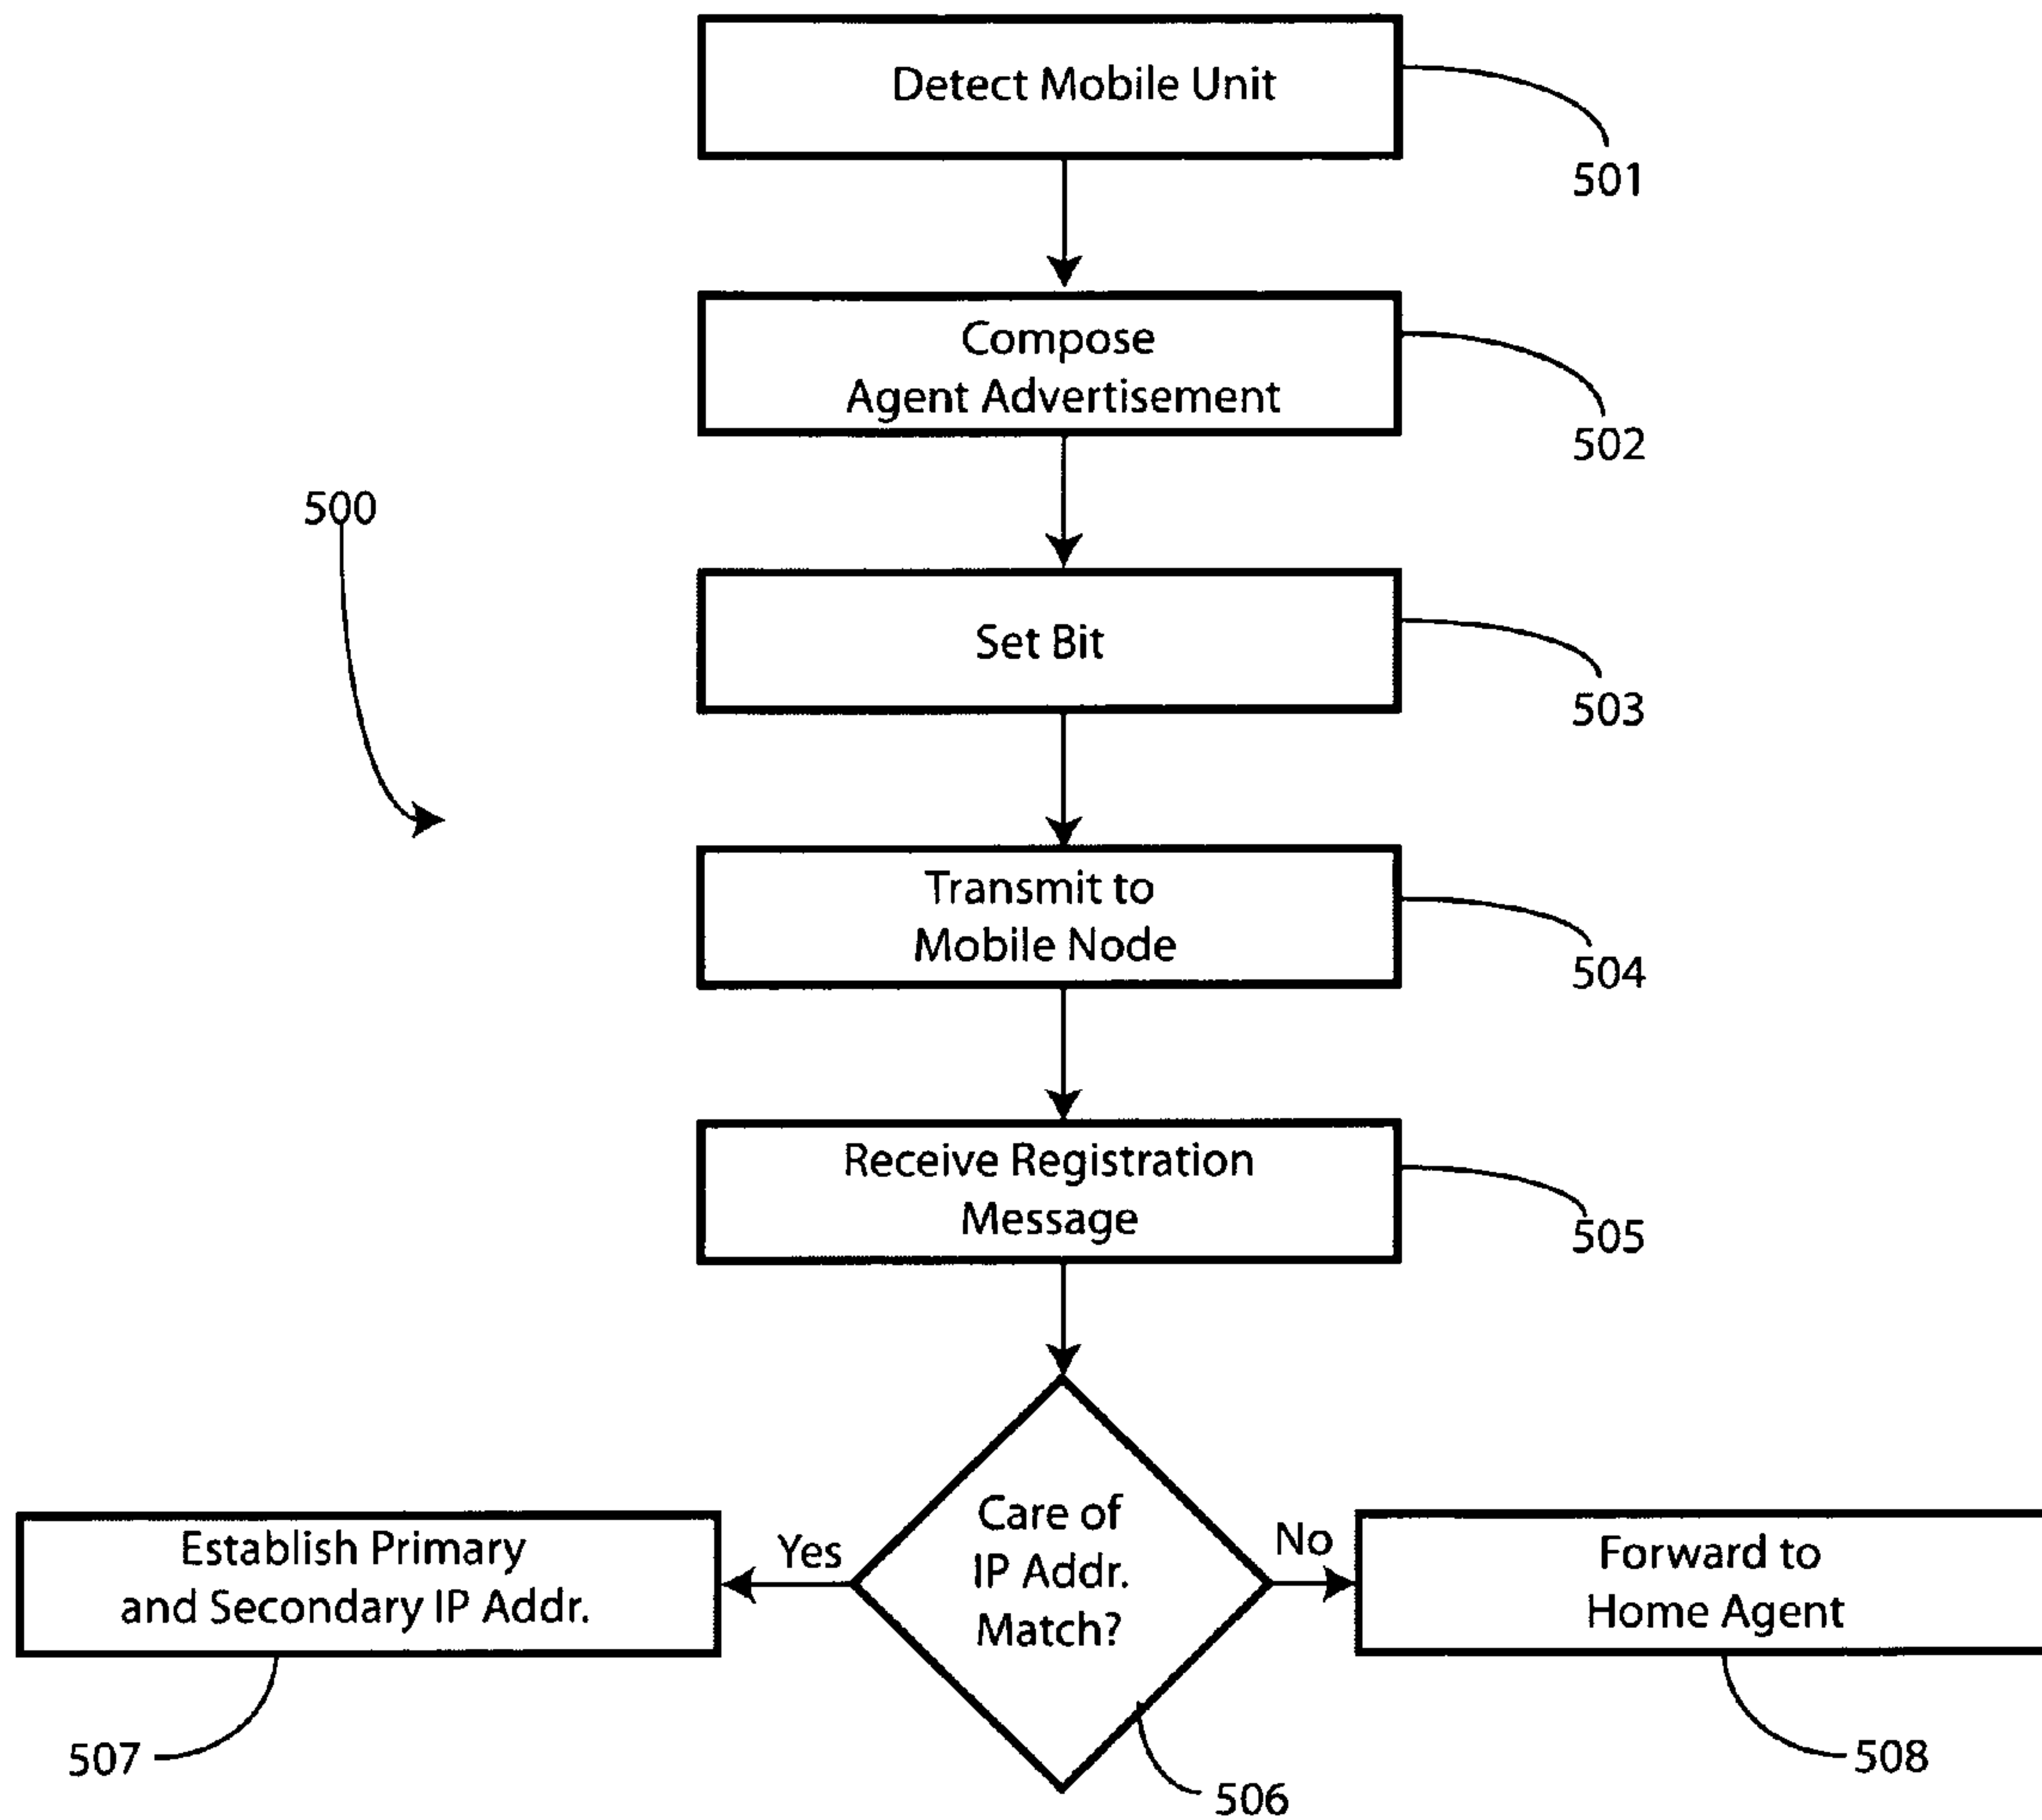 Detect Mobile Unit
501
Compose
Agent Advertisement
502
500
Set Bit
503
Transmit to
Mobile Node
504
Receive Registration
Message
505
Care of
IP Addr.
Match?
Yes
No
Establish Primary
and Secondary IP Addr.
Forward to
Home Agent
507
506
508